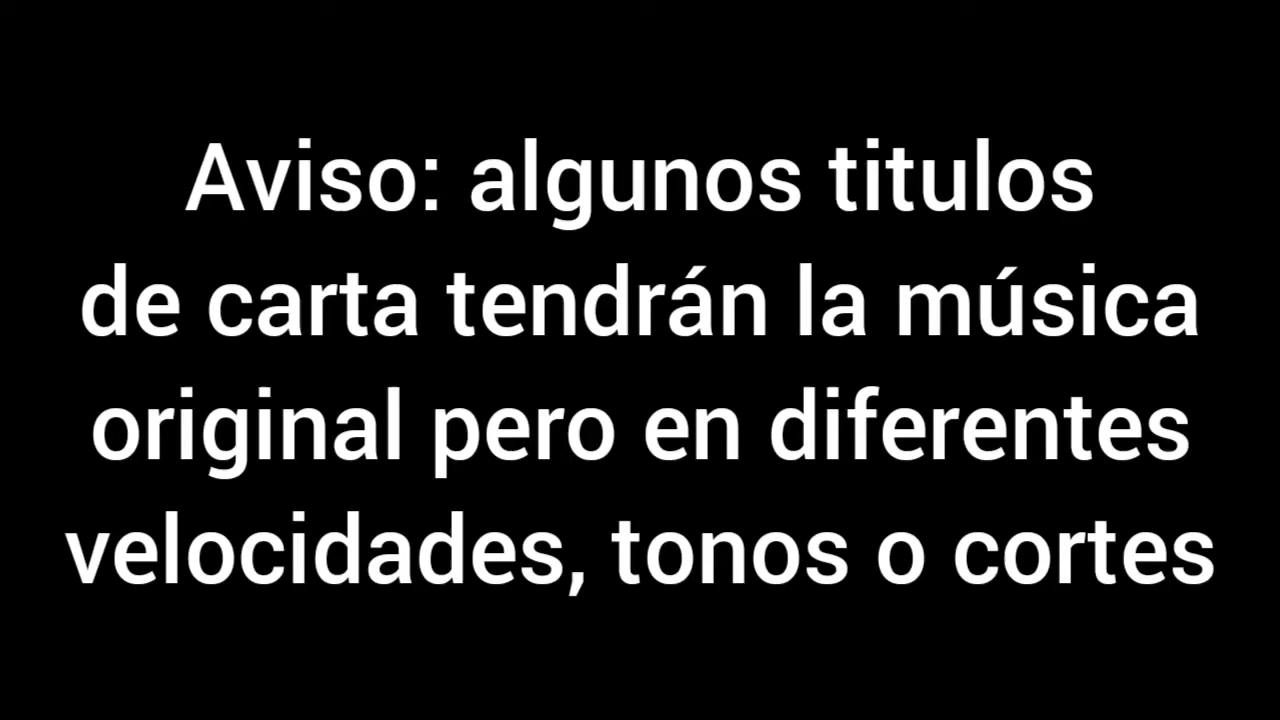 Aviso: algunos titulos
de carta tendrán la música
original pero en diferentes
velocidades, tonos o cortes